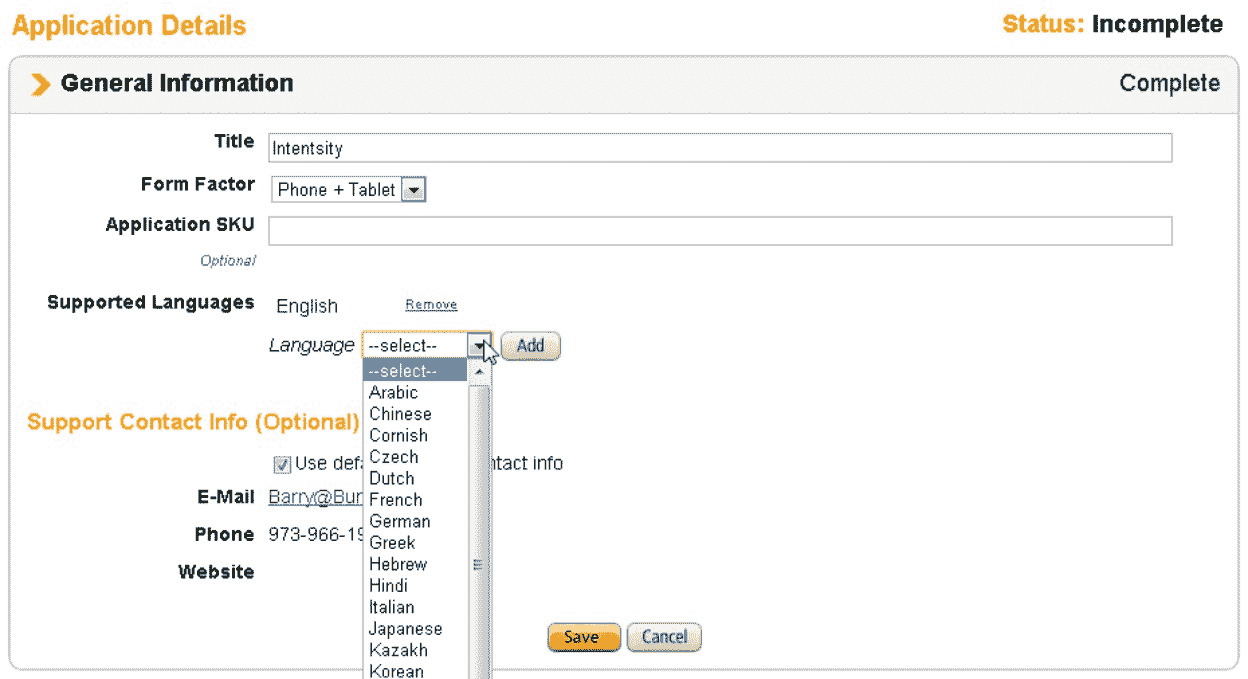 Application Details
Status: Incomplete
General Information
Complete
Title
Intentsity
Form Factor
Phone + Tablet
Application SKU
Optional
Supported Languages
English
Remove
Language
--select--
Add
--select--
Arabic
Chinese
Cornish
Czech
Dutch
French
German
Greek
Hebrew
Hindi
Italian
Japanese
Kazakh
Korean
Support Contact Info (Optional)
Use
info
E-Mail
Phone
Website
Save
Cancel